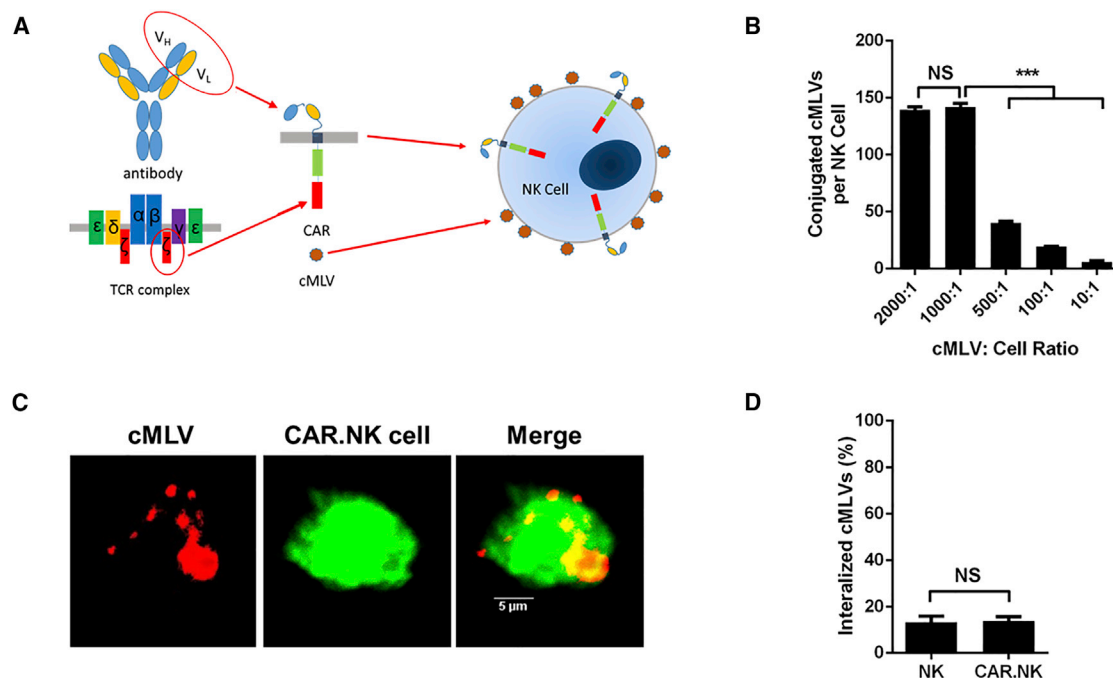 A
V_H
V_L
antibody
ε δ α β γ ε
ζ ζ
TCR complex
CAR
cMLV
NK Cell
B
Conjugated cMLVs
per NK Cell
200
150
100
50
0
NS
***
2000:1
1000:1
500:1
100:1
10:1
cMLV: Cell Ratio
C
cMLV
CAR.NK cell
Merge
5 µm
D
Interalized cMLVs (%)
100
80
60
40
20
0
NS
NK
CAR.NK